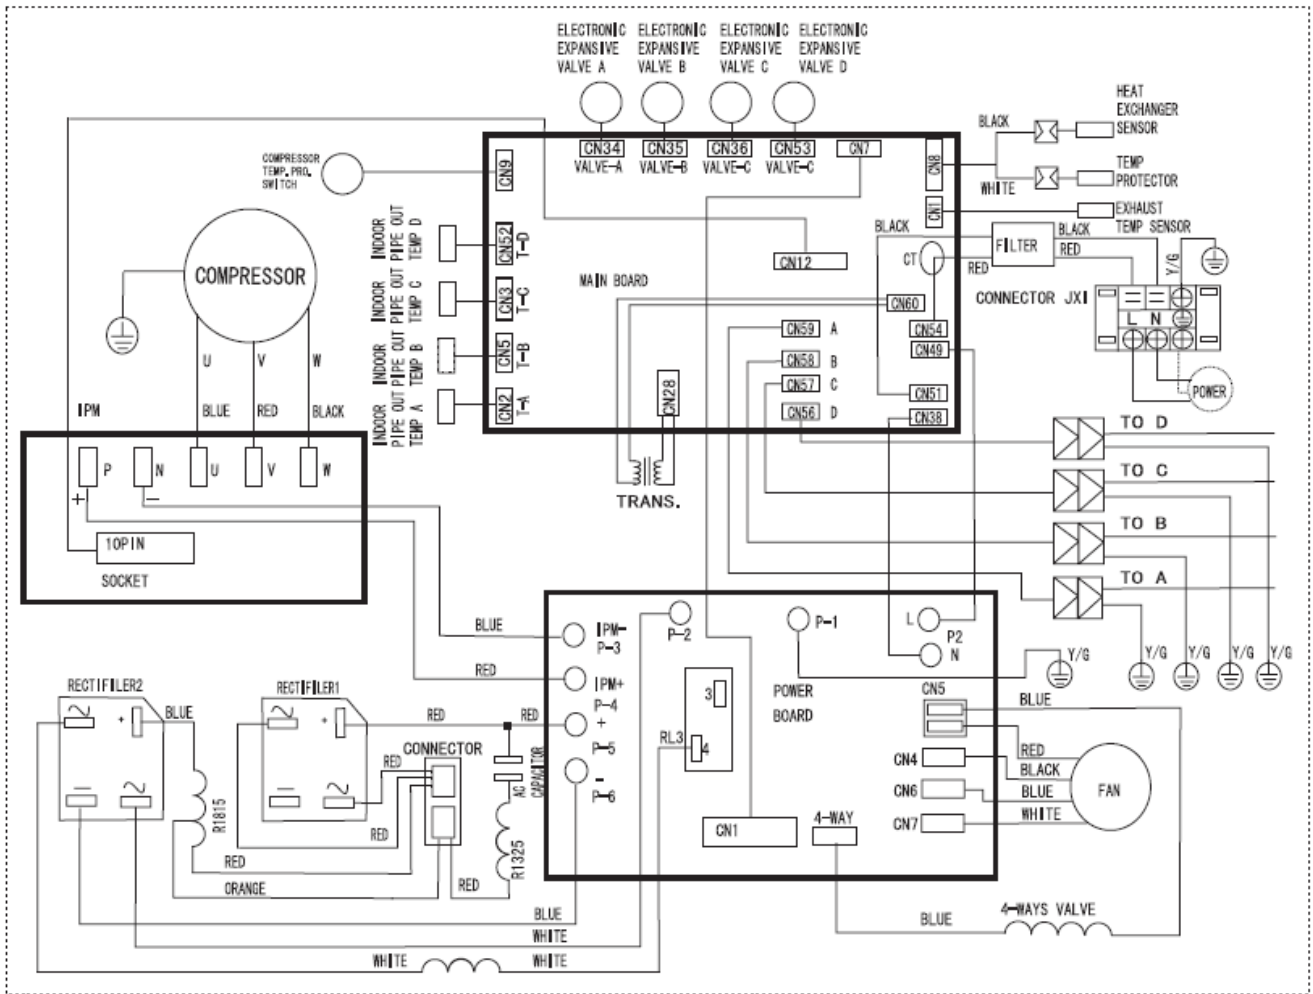 ELECTRONIC
EXPANSIVE
VALVE A
ELECTRONIC
EXPANSIVE
VALVE B
ELECTRONIC
EXPANSIVE
VALVE C
ELECTRONIC
EXPANSIVE
VALVE D
HEAT
EXCHANGER
SENSOR
BLACK
CN34
VALVE-A
CN35
VALVE-B
CN36
VALVE-C
CN53
VALVE-C
CN7
CN8
COMPRESSOR
TEMP. PRO.
SWITCH
CN9
TEMP
PROTECTOR
WHITE
CN1
EXHAUST
TEMP SENSOR
INDOOR
PIPE OUT
TEMP D
CN52
T-D
BLACK
BLACK
RED
FILTER
RED
Y/G
CT
CN12
COMPRESSOR
MAIN BOARD
INDOOR
PIPE OUT
TEMP C
CN3
T-C
CN60
CONNECTOR JX1
L N
CN59 A
CN54
CN49
INDOOR
PIPE OUT
TEMP B
CN5
T-B
CN58 B
CN57 C
CN51
CN56 D
CN38
CN28
POWER
INDOOR
PIPE OUT
TEMP A
CN2
T-A
U
V
W
IPM
BLUE
RED
BLACK
TO D
P
N
U
V
W
+
-
TO C
TRANS.
TO B
10PIN
SOCKET
TO A
BLUE
IPM-
P-3
P-2
P-1
L
P2
N
Y/G
Y/G
Y/G
Y/G
Y/G
RED
IPM+
P-4
POWER
BOARD
CN5
BLUE
RECTIFILER2
RECTIFILER1
3
RL3
4
+
BLUE
+
RED
RED
+
P-5
-
P-6
CONNECTOR
RED
AC
CAPACITOR
RED
BLACK
BLUE
WHITE
FAN
CN4
CN6
CN7
R1815
R1325
RED
CN1
4-WAY
RED
ORANGE
RED
BLUE
WHITE
WHITE
WHITE
BLUE
4-WAYS VALVE